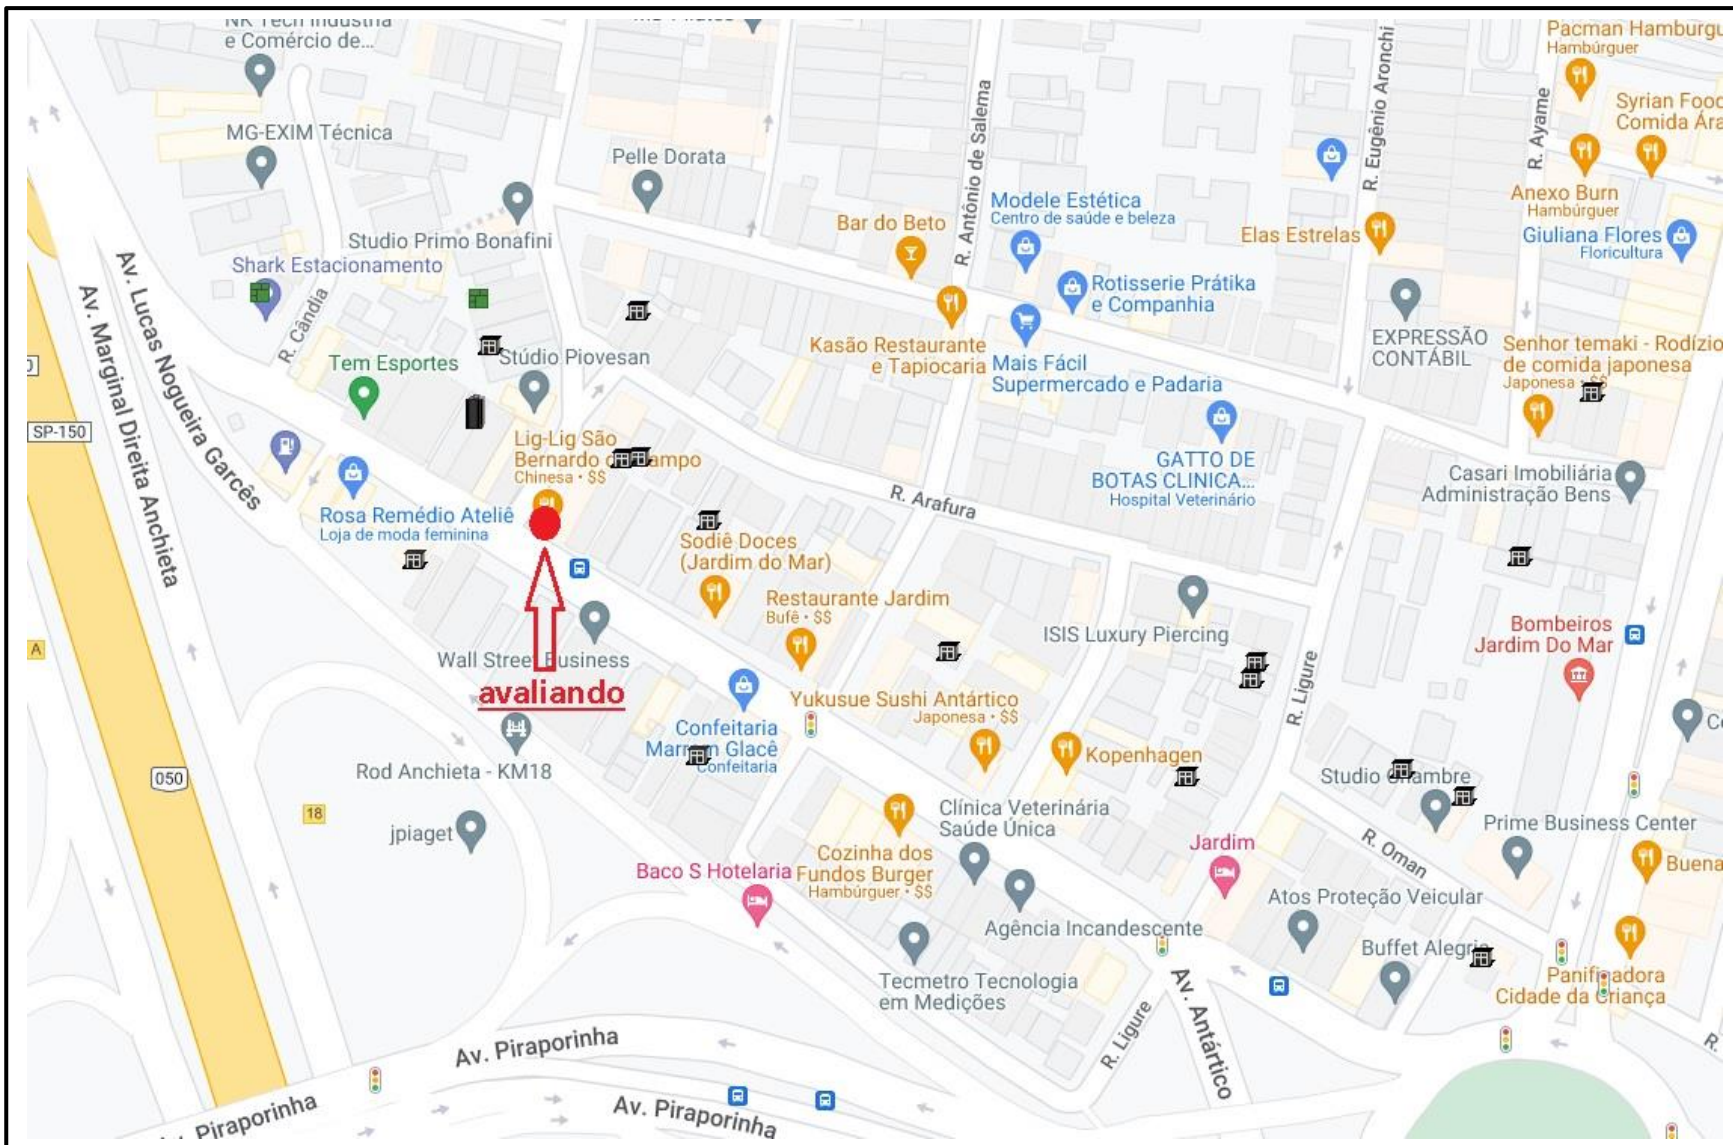 NK Tech Indústria
e Comércio de...
MG-EXIM Técnica
Pelle Dorata
Studio Primo Bonafini
Shark Estacionamento
R. Cândia
Tem Esportes
Stúdio Piovesan
Av. Lucas Nogueira Garcês
Av. Marginal Direita Anchieta
SP-150
Lig-Lig São
Bernardo do Campo
Chinesa • $$
Rosa Remédio Ateliê
Loja de moda feminina
Bar do Beto
R. Antônio de Salema
Modele Estética
Centro de saúde e beleza
Rotisserie Prátika
e Companhia
Kasão Restaurante
e Tapiocaria
Mais Fácil
Supermercado e Padaria
R. Eugênio Aronchi
Elas Estrelas
EXPRESSÃO
CONTÁBIL
R. Ayame
Pacman Hamburgu
Hambúrguer
Syrian Food
Comida Ára
Anexo Burn
Hambúrguer
Giuliana Flores
Floricultura
Senhor temaki - Rodízio
de comida japonesa
Japonesa • $$
GATTO DE
BOTAS CLINICA...
Hospital Veterinário
Casari Imobiliária
Administração Bens
R. Arafura
Sodiê Doces
(Jardim do Mar)
Restaurante Jardim
Bufê • $$
Wall Street Business
avaliando
ISIS Luxury Piercing
Bombeiros
Jardim Do Mar
R. Ligure
A
Yukusue Sushi Antártico
Japonesa • $$
Confeitaria
Marrom Glacê
Confeitaria
Kopenhagen
Rod Anchieta - KM18
050
18
jpiaget
Clínica Veterinária
Saúde Única
Studio Chambre
Prime Business Center
R. Oman
Buena
Baco S Hotelaria
Cozinha dos
Fundos Burger
Hambúrguer • $$
Jardim
Atos Proteção Veicular
Agência Incandescente
Buffet Alegria
Tecmetro Tecnologia
em Medições
Panificadora
Cidade da Criança
Av. Antártico
R. Ligure
R.
Av. Piraporinha
Av. Piraporinha
Piraporinha